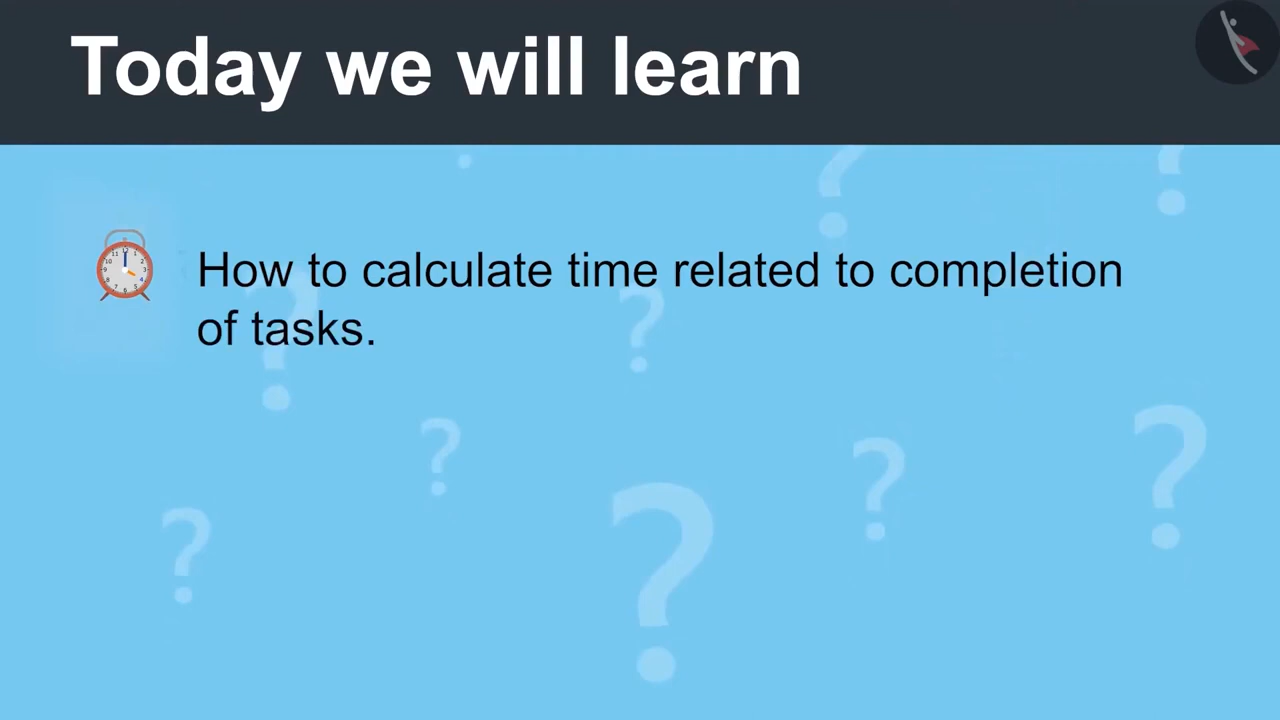 Today we will learn
How to calculate time related to completion
of tasks.